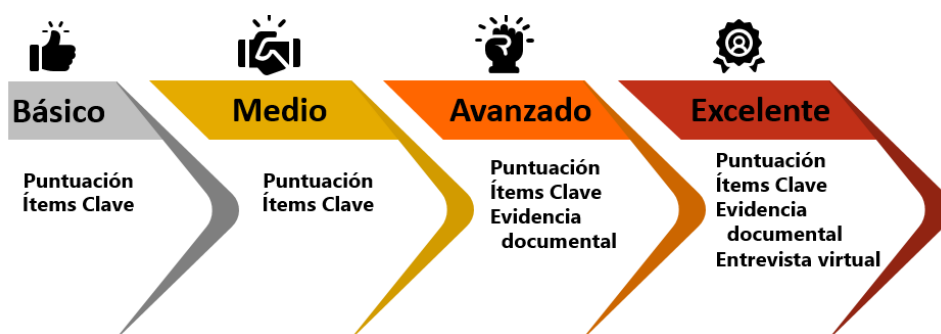 Básico
Puntuación
Ítems Clave
Medio
Puntuación
Ítems Clave
Avanzado
Puntuación
Ítems Clave
Evidencia
documental
Excelente
Puntuación
Ítems Clave
Evidencia
documental
Entrevista virtual